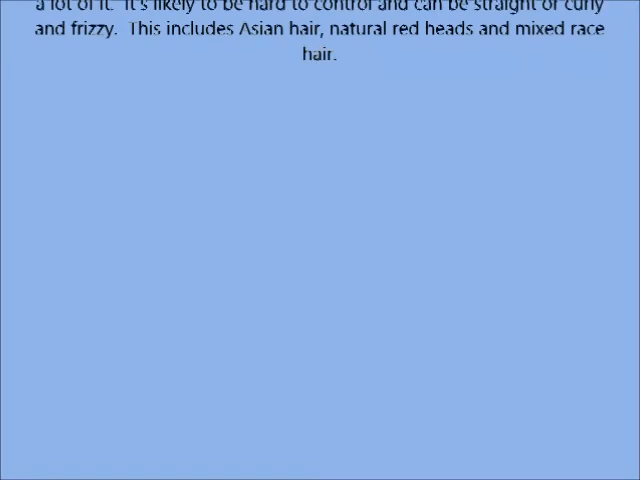 a lot of it.  It's likely to be hard to control and can be straight or curly
and frizzy.  This includes Asian hair, natural red heads and mixed race
hair.